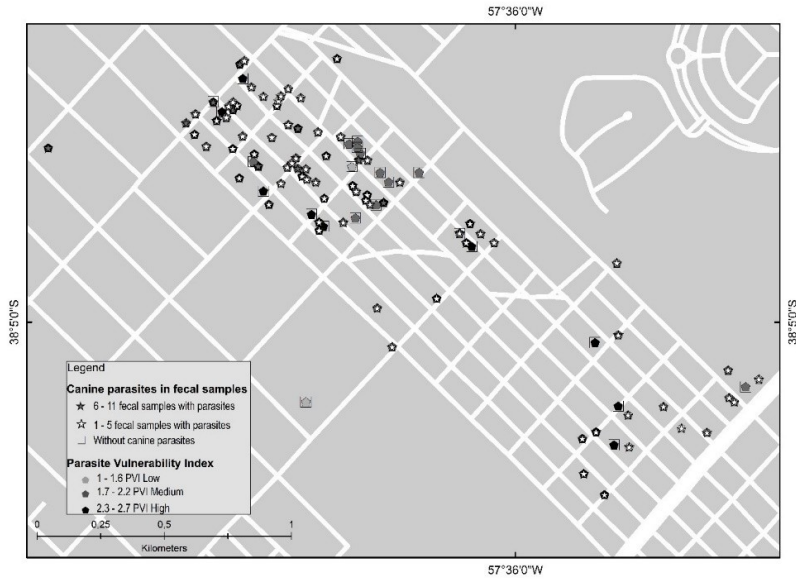 57°36'0"W
38°5'0"S
38°5'0"S
Legend
Canine parasites in fecal samples
6 - 11 fecal samples with parasites
1 - 5 fecal samples with parasites
Without canine parasites
Parasite Vulnerability Index
1 - 1.6 PVI Low
1.7 - 2.2 PVI Medium
2.3 - 2.7 PVI High
0 0,25 0,5 1
Kilometers
57°36'0"W